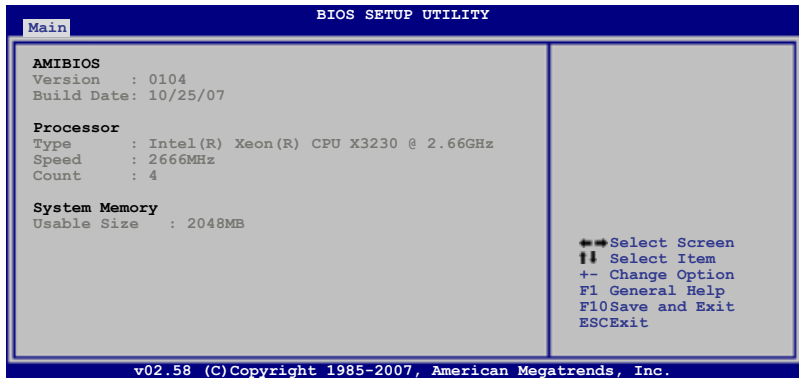 BIOS SETUP UTILITY
Main
AMIBIOS
Version : 0104
Build Date: 10/25/07
Processor
Type : Intel(R) Xeon(R) CPU X3230 @ 2.66GHz
Speed : 2666MHz
Count : 4
System Memory
Usable Size : 2048MB
←→Select Screen
↑↓ Select Item
+- Change Option
F1 General Help
F10Save and Exit
ESCExit
v02.58 (C)Copyright 1985-2007, American Megatrends, Inc.